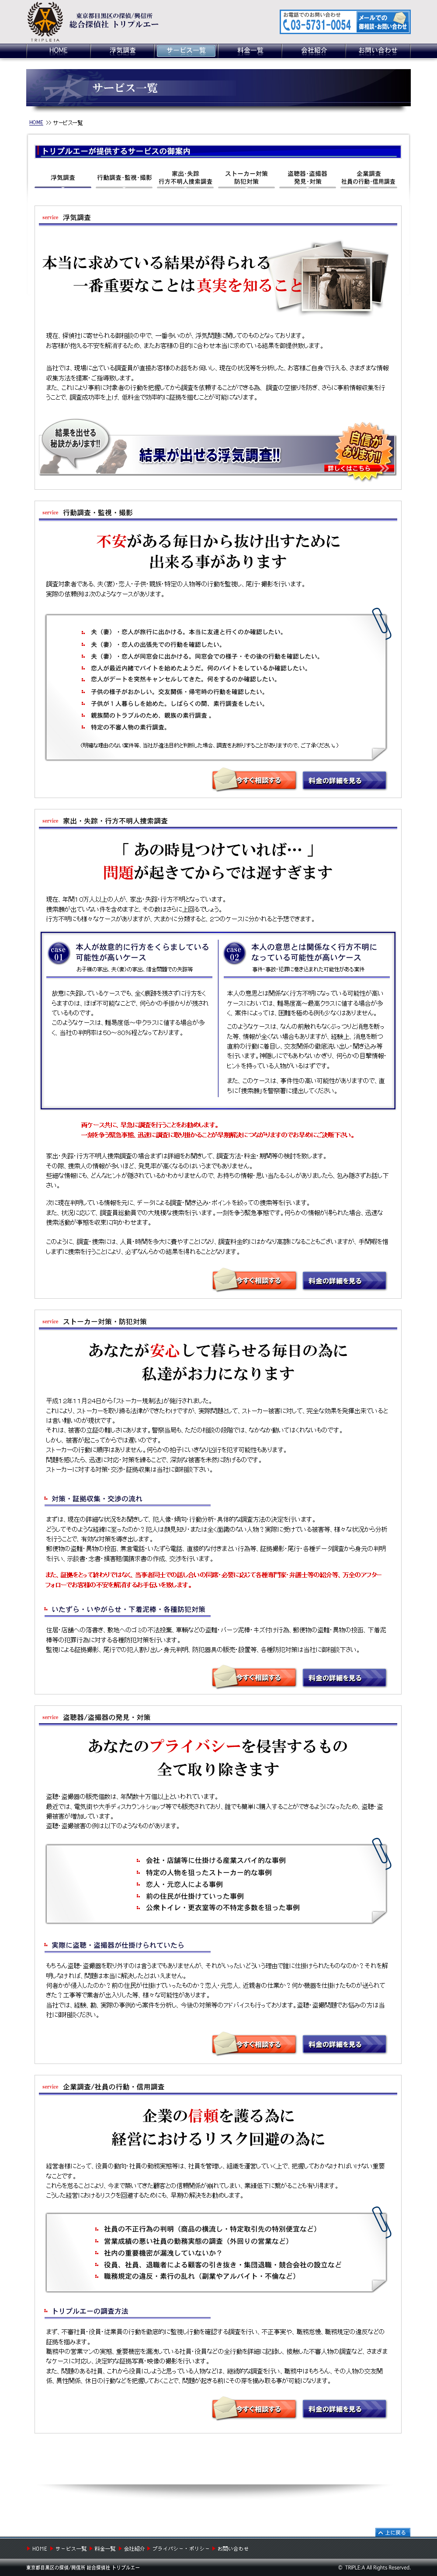 東京都目黒区の探偵/興信所
総合探偵社 トリプルエー
TRIPLE·A
お電話でのお問い合わせ
03-5731-0054
メールでの
御相談・お問い合わせ
HOME 浮気調査 サービス一覧 料金一覧 会社紹介 お問い合わせ
サービス一覧
HOME >> サービス一覧
トリプルエーが提供するサービスの御案内
浮気調査
行動調査・監視・撮影
家出・失踪
行方不明人捜索調査
ストーカー対策
防犯対策
盗聴器・盗撮器
発見・対策
企業調査
社員の行動・信用調査
service 浮気調査
本当に求めている結果が得られる
一番重要なことは真実を知ること
現在、探偵社に寄せられる御相談の中で、一番多いのが、浮気問題に関してのものとなっております。
お客様が抱える不安を解消するため、またお客様の目的に合わせ本当に求めている結果を御提供致します。
当社では、現場に出ている調査員が直接お客様のお話をお伺いし、現在の状況等を分析した、お客様ご自身で行える、さまざまな情報
収集方法を提案・ご指導致します。
また、これにより事前に対象者の行動を把握してから調査を依頼することができる為、調査の空振りを防ぎ、さらに事前情報収集を行
うことで、調査成功率を上げ、低料金で効率的に証拠を掴むことが可能になります。
結果を出せる
秘訣があります!!
結果が出せる浮気調査!!
自信が
あります!
詳しくはこちら
service 行動調査・監視・撮影
不安がある毎日から抜け出すために
出来る事があります
調査対象者である、夫（妻）・恋人・子供・親族・特定の人物等の行動を監視し、尾行・撮影を行います。
実際の依頼例は次のようなケースがあります。
夫（妻）・恋人が旅行に出かける。本当に友達と行くのか確認したい。
夫（妻）・恋人の出張先での行動を確認したい。
夫（妻）・恋人が同窓会に出かける。同窓会での様子・その後の行動を確認したい。
恋人が最近内緒でバイトを始めたようだ。何のバイトをしているか確認したい。
恋人がデートを突然キャンセルしてきた。何をするのか確認したい。
子供の様子がおかしい。交友関係・帰宅時の行動を確認したい。
子供が１人暮らしを始めた。しばらくの間、素行調査をしたい。
親族間のトラブルのため、親族の素行調査 。
特定の不審人物の素行調査。
（明確な理由のない案件等、当社が違法目的と判断した場合、調査をお断りすることがありますので、ご了承ください。）
今すぐ相談する 料金の詳細を見る
service 家出・失踪・行方不明人捜索調査
「 あの時見つけていれば… 」
問題が起きてからでは遅すぎます
現在、年間１０万人以上の人が、家出・失踪・行方不明となっています。
捜索願が出ていない件を含めますと、その数はさらに上回るでしょう。
行方不明にも様々なケースがありますが、大まかに分類すると、２つのケースに分かれると予想できます。
case
01
本人が故意的に行方をくらましている
可能性が高いケース
お子様の家出、夫（妻）の家出、借金問題での失踪等
故意に失踪しているケースでも、全く痕跡を残さずに行方をく
らますのは、ほぼ不可能なことで、何らかの手掛かりが残され
ているものです。
このようなケースは、難易度低～中クラスに値する場合が多
く、当社の判明率は５０～８０％程となっております。
case
02
本人の意思とは関係なく行方不明に
なっている可能性が高いケース
事件・事故・犯罪に巻き込まれた可能性がある案件
本人の意思とは関係なく行方不明になっている可能性が高い
ケースにおいては、難易度高～最高クラスに値する場合が多
く、案件によっては、困難を極める例も少なくはありません。
このようなケースは、なんの前触れもなくぷっつりと消息を断っ
た等、情報が全くない場合もありますが、経験上、消息を断つ
直前の行動に着目し、交友関係の徹底洗い出し・聞き込み等
を行います。神隠しにでもあわないかぎり、何らかの目撃情報・
ヒントを持っている人物がいるはずです。
また、このケースは、事件性の高い可能性がありますので、直
ちに「捜索願」を警察署に提出してください。
両ケース共に、早急に調査を行うことをお勧めします。
一刻を争う緊急事態、迅速に調査に取り掛かることが早期解決につながりますのでお早めにご決断下さい。
家出・失踪・行方不明人捜索調査の場合まずは詳細をお聞きして、調査方法・料金・期間等の検討を致します。
その際、捜索人の情報が多いほど、発見率が高くなるのはいうまでもありません。
些細な情報にも、どんなヒントが隠されているかわかりませんので、お持ちの情報・思い当たるふしがありましたら、包み隠さずお話し下
さい。
次に現在判明している情報を元に、データによる調査・聞き込み・ポイントを絞っての捜索等を行います。
また、状況に応じて、調査員総動員での大規模な捜索を行います。一刻を争う緊急事態です。何らかの情報が得られた場合、迅速な
捜索活動が事態を収束に向かわせます。
このように、調査・捜索には、人員・時間を多大に費やすことになり、調査料金的にはかなり高額になることもございますが、手間暇を惜
しまずに捜索を行うことにより、必ずなんらかの結果を得れることとなります。
今すぐ相談する 料金の詳細を見る
service ストーカー対策・防犯対策
あなたが安心して暮らせる毎日の為に
私達がお力になります
平成１２年１１月２４日から「ストーカー規制法」が施行されました。
これにより、ストーカーを取り締る法律ができたわけですが、実際問題として、ストーカー被害に対して、完全な効果を発揮出来ていると
は言い難いのが現状です。
それは、被害の立証の難しさにあります。警察当局も、ただの相談の段階では、なかなか動いてはくれないものです。
しかし、被害が起こってからでは遅いのです。
ストーカーの行動に順序はありません。何らかの拍子にいきなり凶行を犯す可能性もあります。
問題を感じたら、迅速に対応・対策を練ることで、深刻な被害を未然に防げるのです。
ストーカーに対する対策・交渉・証拠収集は当社に御相談下さい。
対策・証拠収集・交渉の流れ
まずは、現在の詳細な状況をお聞きして、犯人像・傾向・行動分析・具体的な調査方法の決定を行います。
どうしてそのような経緯に至ったのか？犯人は顔見知り・または全く面識のない人物？実際に受けている被害等、様々な状況から分析
を行うことで、有効な対策を導き出します。
郵便物の盗難・異物の投函、無言電話・いたずら電話、直接的な付きまとい行為等、証拠撮影・尾行・各種データ調査から身元の判明
を行い、示談書・念書・損害賠償請求書の作成、交渉を行います。
また、証拠をとって終わりではなく、当事者同士での話し合いの同席・必要に応じて各種専門家・弁護士等の紹介等、万全のアフター
フォローでお客様の不安を解消するお手伝いを致します。
いたずら・いやがらせ・下着泥棒・各種防犯対策
住居・店舗への落書き、敷地へのゴミの不法投棄、車輌などの盗難・パーツ泥棒・キズ付け行為、郵便物の盗難・異物の投函、下着泥
棒等の犯罪行為に対する各種防犯対策を行います。
監視による証拠撮影、尾行での犯人割り出し・身元判明、防犯器具の販売・設置等、各種防犯対策は当社に御相談下さい。
今すぐ相談する 料金の詳細を見る
service 盗聴器/盗撮器の発見・対策
あなたのプライバシーを侵害するもの
全て取り除きます
盗聴・盗撮器の販売個数は、年間数十万個以上といわれています。
最近では、電気街や大手ディスカウントショップ等でも販売されており、誰でも簡単に購入することができるようになったため、盗聴・盗
撮被害が増加しています。
盗聴・盗撮被害の例は以下のようなものがあります。
会社・店舗等に仕掛ける産業スパイ的な事例
特定の人物を狙ったストーカー的な事例
恋人・元恋人による事例
前の住民が仕掛けていった事例
公衆トイレ・更衣室等の不特定多数を狙った事例
実際に盗聴・盗撮器が仕掛けられていたら
もちろん盗聴・盗撮器を取り外すのは言うまでもありませんが、それがいったいどういう理由で誰に仕掛けられたものなのか？それを解
明しなければ、問題は本当に解決したとはいえません。
何者かが侵入したのか？前の住民が仕掛けていったものか？恋人・元恋人、近親者の仕業か？何か機器を仕掛けたものが送られて
きた？工事等で業者が出入りした等、様々な可能性があります。
当社では、経験、勘、実際の事例から案件を分析し、今後の対策等のアドバイスも行っております。盗聴・盗撮問題でお悩みの方は当
社に御相談ください。
今すぐ相談する 料金の詳細を見る
service 企業調査/社員の行動・信用調査
企業の信頼を護る為に
経営におけるリスク回避の為に
経営者様にとって、役員の動向・社員の勤務実態等は、社員を管理し、組織を運営していく上で、把握しておかなければいけない重要
なことです。
これらを怠ることにより、今まで築いてきた顧客との信頼関係が崩れてしまい、業績低下に繋がることも有り得ます。
こうした経営におけるリスクを回避するためにも、早期の解決をお勧めします。
社員の不正行為の判明（商品の横流し・特定取引先の特別便宜など）
営業成績の悪い社員の勤務実態の調査（外回りの営業など）
社内の重要機密が漏洩していないか？
役員、社員、退職者による顧客の引き抜き・集団退職・競合会社の設立など
職務規定の違反・素行の乱れ（副業やアルバイト・不倫など）
トリプルエーの調査方法
まず、不審社員・役員・従業員の行動を徹底的に監視し行動を確認する調査を行い、不正事実や、職務怠慢、職務規定の違反などの
証拠を掴みます。
職務中の営業マンの実態、重要機密を漏洩している社員・役員などの全行動を詳細に記録し、接触した不審人物の調査など、さまざま
なケースに対応し、決定的な証拠写真・映像の撮影を行います。
また、問題のある社員、これから役員にしようと思っている人物などは、継続的な調査を行い、職務中はもちろん、その人物の交友関
係、異性関係、休日の行動などを把握しておくことで、問題が起きる前にその芽を摘み取る事が可能になります。
今すぐ相談する 料金の詳細を見る
上に戻る
HOME サービス一覧 料金一覧 会社紹介 プライバシー・ポリシー お問い合わせ
東京都目黒区の探偵/興信所 総合探偵社 トリプルエー
© TRIPLE:A All Rights Reserved.